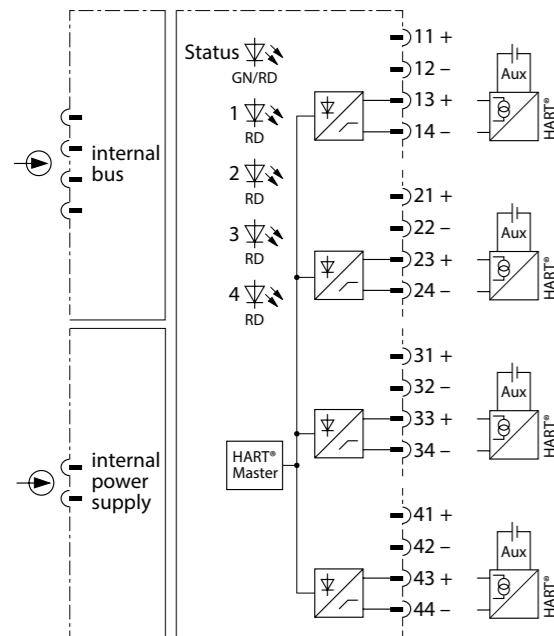 Status
GN/RD
1
RD
2
RD
3
RD
4
RD
internal
bus
internal
power
supply
HART®
Master
11 +
12 –
13 +
14 –
Aux
HART®
21 +
22 –
23 +
24 –
Aux
HART®
31 +
32 –
33 +
34 –
Aux
HART®
41 +
42 –
43 +
44 –
Aux
HART®